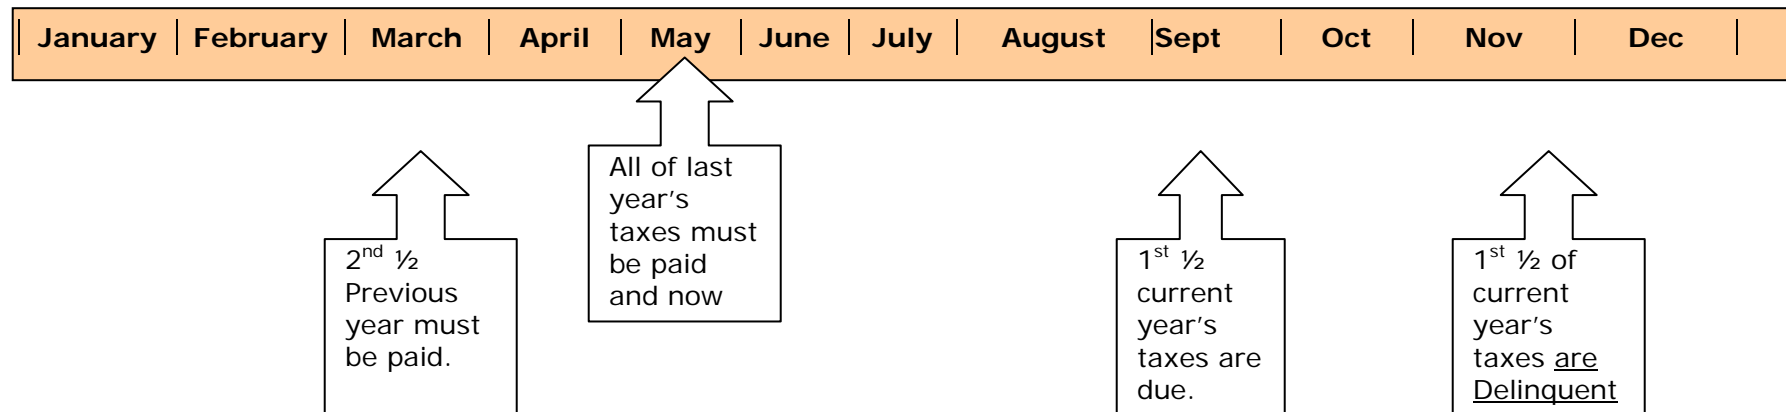 January February March April May June July August Sept Oct Nov Dec
All of last
year's
taxes must
be paid
and now
2nd ½
Previous
year must
be paid.
1st ½
current
year's
taxes are
due.
1st ½ of
current
year's
taxes are
Delinquent